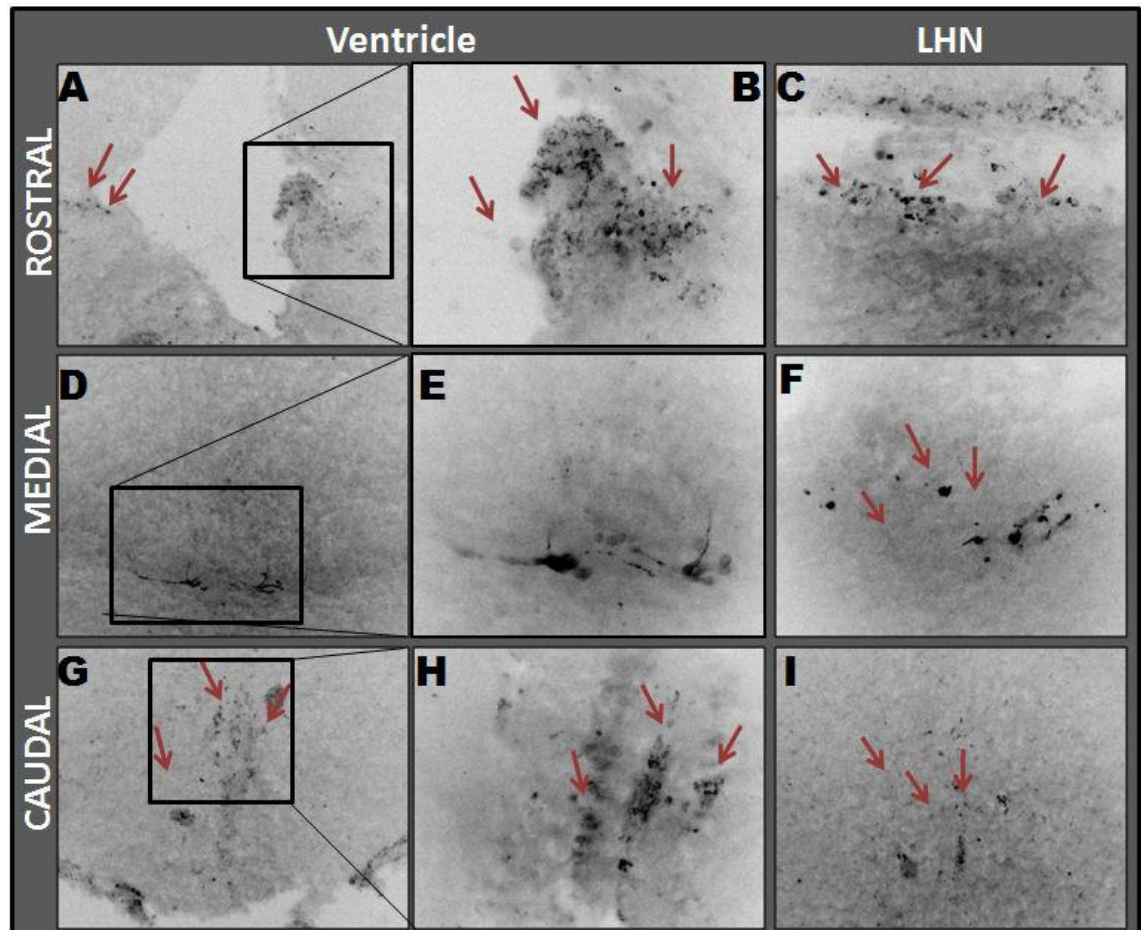 Ventricle LHN
ROSTRAL
A B C
MEDIAL
D E F
CAUDAL
G H I